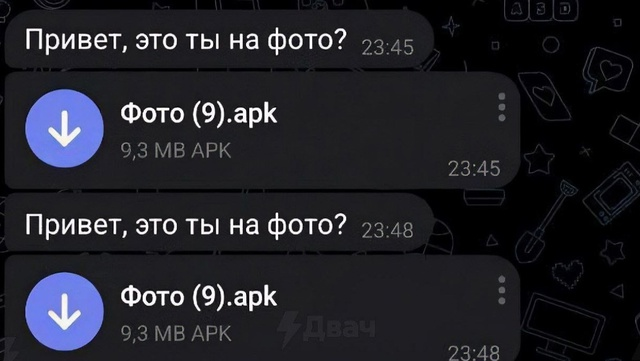 Привет, это ты на фото? 23:45
Фото (9).apk
9,3 MB APK
23:45
Привет, это ты на фото? 23:48
Фото (9).apk
9,3 MB APK
Двач
23:48